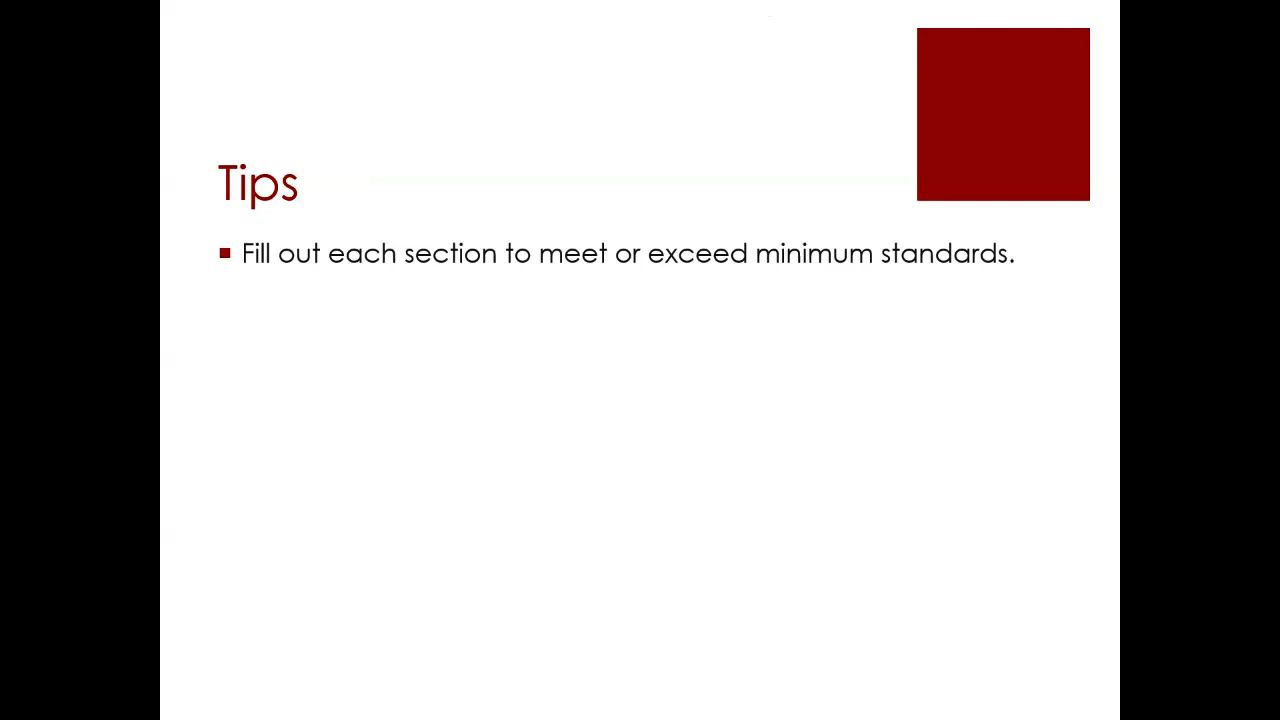 Tips
Fill out each section to meet or exceed minimum standards.